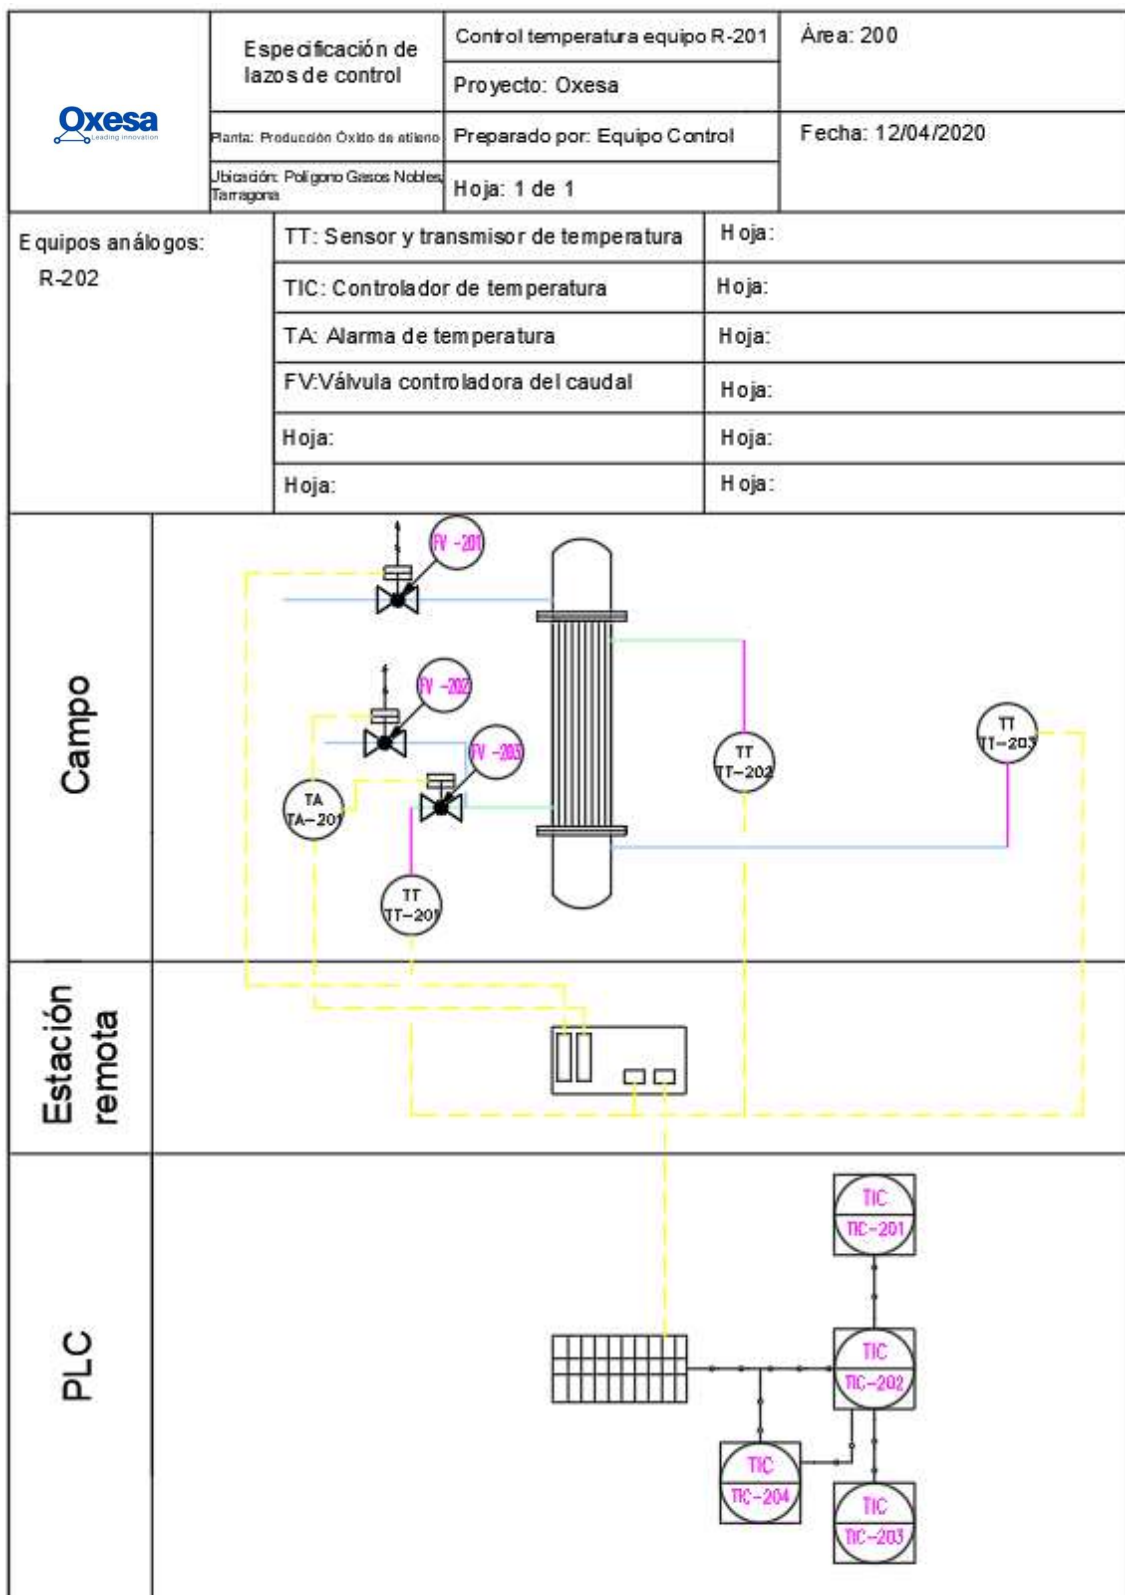 Oxesa
Leading innovation
Especificación de
lazos de control
Control temperatura equipo R-201
Área: 200
Proyecto: Oxesa
Planta: Producción Óxido de etileno
Preparado por: Equipo Control
Fecha: 12/04/2020
Ubicación: Polígono Gasos Nobles,
Tarragona
Hoja: 1 de 1
Equipos análogos:
R-202
TT: Sensor y transmisor de temperatura
Hoja:
TIC: Controlador de temperatura
Hoja:
TA: Alarma de temperatura
Hoja:
FV:Válvula controladora del caudal
Hoja:
Hoja:
Hoja:
Hoja:
Hoja:
Campo
FV -201
FV -202
FV -203
TA
TA-201
TT
TT-201
TT
TT-202
TT
TT-203
Estación
remota
PLC
TIC
TIC-201
TIC
TIC-202
TIC
TIC-204
TIC
TIC-203